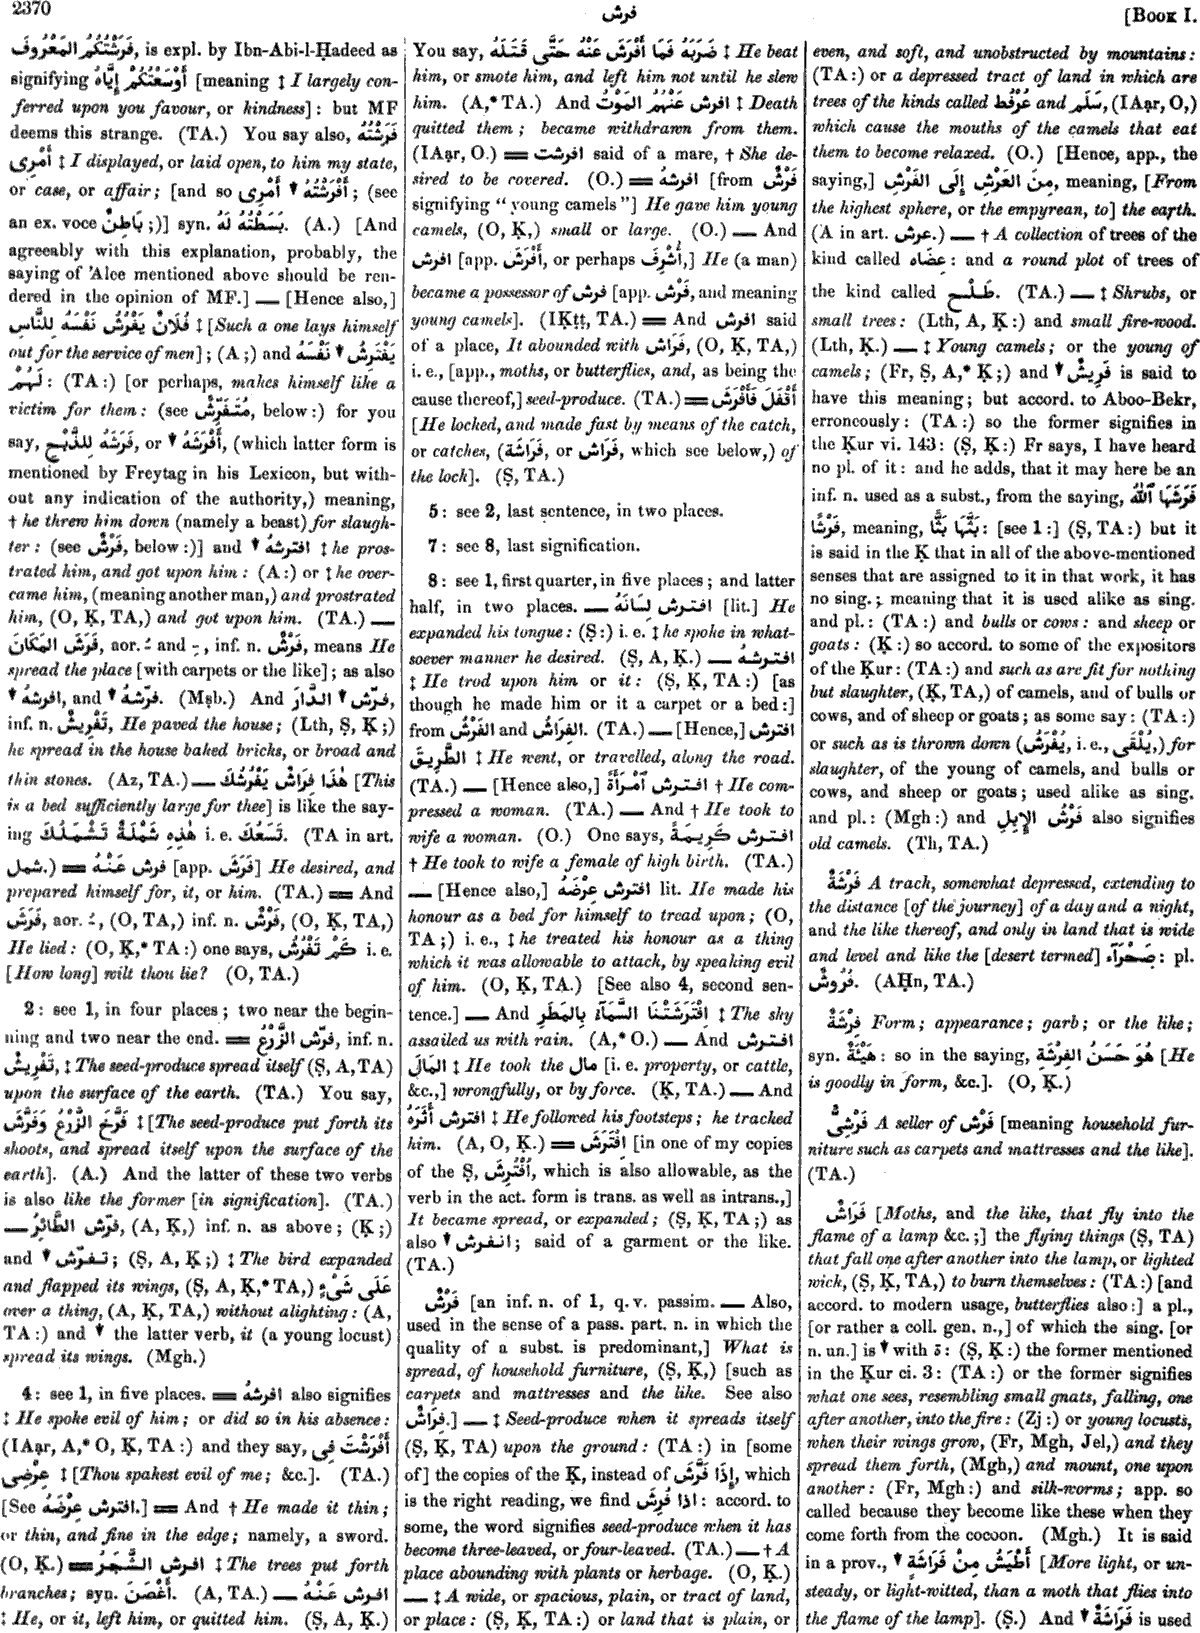 2370
فرش
[Book I.
فَرَشْتُكُمُ المَعْرُوفَ, is expl. by Ibn-Abi-l-Ḥadeed as
signifying أَوْسَعْتُكُمْ إِيَّاهُ [meaning ‡ I largely con-
ferred upon you favour, or kindness]: but MF
deems this strange. (TA.) You say also, فَرَشْتُهُ
أَمْرِى ‡ I displayed, or laid open, to him my state,
or case, or affair; [and so أَفْرَشْتُهُ ▼ أَمْرِى; (see
an ex. voce بَاطِنٌ;)] syn. بَسَطْتُهُ لَهُ. (A.) [And
agreeably with this explanation, probably, the
saying of 'Alee mentioned above should be ren-
dered in the opinion of MF.] — [Hence also,]
فُلَانٌ يَفْرُشُ نَفْسَهُ للنَّاسِ ‡ [Such a one lays himself
out for the service of men]; (A;) and يَفْتَرِشُ ▼ نَفْسَهُ
لَهُمْ: (TA:) [or perhaps, makes himself like a
victim for them: (see مُتَفَرِّشٌ, below:) for you
say, فَرَشَهُ لِلذَّبْحِ, or ▼ أَفْرَشَهُ, (which latter form is
mentioned by Freytag in his Lexicon, but with-
out any indication of the authority,) meaning,
† he threw him down (namely a beast) for slaugh-
ter: (see فَرْشٌ, below:)] and ▼ افترشهُ ‡ he pros-
trated him, and got upon him: (A:) or ‡ he over-
came him, (meaning another man,) and prostrated
him, (O, Ḳ, TA,) and got upon him. (TA.) —
فَرَشَ المَكَانَ, aor. ـُ and ـِ, inf. n. فَرْشٌ, means He
spread the place [with carpets or the like]; as also
▼ افرشهُ, and ▼ فرّشهُ. (Mṣb.) And فرّش ▼ الدَّارَ,
inf. n. تَفْرِيشٌ, He paved the house; (Lth, Ṣ, Ḳ;)
he spread in the house baked bricks, or broad and
thin stones. (Az, TA.) — هٰذَا فِرَاشٌ يَفْرُشُكَ [This
is a bed sufficiently large for thee] is like the say-
ing هٰذِهِ شَمْلَةٌ تَشْمَلُكَ i. e. تَسَعُكَ. (TA in art.
شمل.) = فرش عَنْهُ [app. فَرَشَ] He desired, and
prepared himself for, it, or him. (TA.) = And
فَرَشَ, aor. ـُ, (O, TA,) inf. n. فَرْشٌ, (O, Ḳ, TA,)
He lied: (O, Ḳ,* TA:) one says, كَمْ تَفْرُشُ i. e.
[How long] wilt thou lie? (O, TA.)
2: see 1, in four places; two near the begin-
ning and two near the end. = فرّش الزَّرْعُ, inf. n.
تَفْرِيشٌ, ‡ The seed-produce spread itself (Ṣ, A, TA)
upon the surface of the earth. (TA.) You say,
فَرَّخَ الزَّرْعُ وَفَرَّشَ ‡ [The seed-produce put forth its
shoots, and spread itself upon the surface of the
earth]. (A.) And the latter of these two verbs
is also like the former [in signification]. (TA.)
— فرّش الطَّائِرُ, (A, Ḳ,) inf. n. as above; (Ḳ;)
and ▼ تفرّش; (Ṣ, A, Ḳ;) ‡ The bird expanded
and flapped its wings, (Ṣ, A, Ḳ,* TA,) عَلَى شَىْءٍ
over a thing, (A, Ḳ, TA,) without alighting: (A,
TA:) and ▼ the latter verb, it (a young locust)
spread its wings. (Mgh.)
4: see 1, in five places. = افرشهُ also signifies
‡ He spoke evil of him; or did so in his absence:
(IAạr, A,* O, Ḳ, TA:) and they say, أَفْرَشْتَ فِى
عِرْضِى ‡ [Thou spakest evil of me; &c.]. (TA.)
[See افترش عِرْضَهُ.] = And † He made it thin;
or thin, and fine in the edge; namely, a sword.
(O, Ḳ.) = افرش الشَّجَرُ ‡ The trees put forth
branches; syn. أَغْصَنَ. (A, TA.) — افرش عَنْهُ
‡ He, or it, left him, or quitted him. (Ṣ, A, Ḳ.)
You say, ضَرَبَهُ فَمَا أَفْرَشَ عَنْهُ حَتَّى قَتَلَهُ ‡ He beat
him, or smote him, and left him not until he slew
him. (A,* TA.) And افرش عَنْهُمُ المَوْتُ ‡ Death
quitted them; became withdrawn from them.
(IAạr, O.) = افرشت said of a mare, † She de-
sired to be covered. (O.) = افرشهُ [from فَرْشٌ
signifying "young camels"] He gave him young
camels, (O, Ḳ,) small or large. (O.) — And
افرش [app. أَفْرَشَ, or perhaps أُفْرِشَ,] He (a man)
became a possessor of فرش [app. فَرْش, and meaning
young camels]. (IḲṭṭ, TA.) = And افرش said
of a place, It abounded with فَرَاش, (O, Ḳ, TA,)
i. e., [app., moths, or butterflies, and, as being the
cause thereof,] seed-produce. (TA.) = أَقْفَلَ فَأَفْرَشَ
[He locked, and made fast by means of the catch,
or catches, (فَرَاش, or فَرَاشَة, which see below,) of
the lock]. (Ṣ, TA.)
5: see 2, last sentence, in two places.
7: see 8, last signification.
8: see 1, first quarter, in five places; and latter
half, in two places. — افترش لِسَانَهُ [lit.] He
expanded his tongue: (Ṣ:) i. e. ‡ he spoke in what-
soever manner he desired. (Ṣ, A, Ḳ.) — افترشهُ
‡ He trod upon him or it: (Ṣ, Ḳ, TA:) [as
though he made him or it a carpet or a bed:]
from الفَرْشُ and الفِرَاشُ. (TA.) — [Hence,] افترش
الطَّرِيقَ ‡ He went, or travelled, along the road.
(TA.) — [Hence also,] افترش ٱمْرَأَةً † He com-
pressed a woman. (TA.) — And † He took to
wife a woman. (O.) One says, افترش كَرِيمَةً
† He took to wife a female of high birth. (TA.)
— [Hence also,] افترش عِرْضَهُ lit. He made his
honour as a bed for himself to tread upon; (O,
TA;) i. e., ‡ he treated his honour as a thing
which it was allowable to attack, by speaking evil
of him. (O, Ḳ, TA.) [See also 4, second sen-
tence.] — And اِفْتَرَشَتْنَا السَّمَآءُ بِالمَطَرِ ‡ The sky
assailed us with rain. (A,* O.) — And افترش
المَالَ ‡ He took the مال [i. e. property, or cattle,
&c.,] wrongfully, or by force. (Ḳ, TA.) — And
افترش أَثَرَهُ ‡ He followed his footsteps; he tracked
him. (A, O, Ḳ.) = اِفْتَرَشَ [in one of my copies
of the Ṣ, اُفْتُرِشَ, which is also allowable, as the
verb in the act. form is trans. as well as intrans.,]
It became spread, or expanded; (Ṣ, Ḳ, TA;) as
also ▼ انفرش; said of a garment or the like.
(TA.)
فَرْشٌ [an inf. n. of 1, q. v. passim. — Also,
used in the sense of a pass. part. n. in which the
quality of a subst. is predominant,] What is
spread, of household furniture, (Ṣ, Ḳ,) [such as
carpets and mattresses and the like. See also
فِرَاشٌ.] — ‡ Seed-produce when it spreads itself
(Ṣ, Ḳ, TA) upon the ground: (TA:) in [some
of] the copies of the Ḳ, instead of إِذَا فَرَّشَ, which
is the right reading, we find اذا فُرِشَ: accord. to
some, the word signifies seed-produce when it has
become three-leaved, or four-leaved. (TA.) — † A
place abounding with plants or herbage. (O, Ḳ.)
— ‡ A wide, or spacious, plain, or tract of land,
or place: (Ṣ, Ḳ, TA:) or land that is plain, or
even, and soft, and unobstructed by mountains:
(TA:) or a depressed tract of land in which are
trees of the kinds called عُرْفُط and سَلَم, (IAạr, O,)
which cause the mouths of the camels that eat
them to become relaxed. (O.) [Hence, app., the
saying,] مِنَ العَرْشِ إِلَى الفَرْشِ, meaning, [From
the highest sphere, or the empyrean, to] the earth.
(A in art. عرش.) — † A collection of trees of the
kind called عِضَاه: and a round plot of trees of
the kind called طَلْح. (TA.) — ‡ Shrubs, or
small trees: (Lth, A, Ḳ:) and small fire-wood.
(Lth, Ḳ.) — ‡ Young camels; or the young of
camels; (Fr, Ṣ, A,* Ḳ;) and ▼ فَرِيشٌ is said to
have this meaning; but accord. to Aboo-Bekr,
erroneously: (TA:) so the former signifies in
the Ḳur vi. 143: (Ṣ, Ḳ:) Fr says, I have heard
no pl. of it: and he adds, that it may here be an
inf. n. used as a subst., from the saying, فَرَشَهَا ٱللّٰهُ
فَرْشًا, meaning, بَثَّهَا بَثًّا: [see 1:] (Ṣ, TA:) but it
is said in the Ḳ that in all of the above-mentioned
senses that are assigned to it in that work, it has
no sing.; meaning that it is used alike as sing.
and pl.: (TA:) and bulls or cows: and sheep or
goats: (Ḳ:) so accord. to some of the expositors
of the Ḳur: (TA:) and such as are fit for nothing
but slaughter, (Ḳ, TA,) of camels, and of bulls or
cows, and of sheep or goats; as some say: (TA:)
or such as is thrown down (يُفْرَشُ, i. e., يُلْقَى,) for
slaughter, of the young of camels, and bulls or
cows, and sheep or goats; used alike as sing.
and pl.: (Mgh:) and فَرْشُ الإِبِلِ also signifies
old camels. (Th, TA.)
فَرْشَةٌ A track, somewhat depressed, extending to
the distance [of the journey] of a day and a night,
and the like thereof, and only in land that is wide
and level and like the [desert termed] صَحْرَآء: pl.
فُرُوشٌ. (AḤn, TA.)
فِرْشَةٌ Form; appearance; garb; or the like;
syn. هَيْئَةٌ: so in the saying, هُوَ حَسَنُ الفِرْشَةِ [He
is goodly in form, &c.]. (O, Ḳ.)
فَرْشِىٌّ A seller of فَرْش [meaning household fur-
niture such as carpets and mattresses and the like].
(TA.)
فَرَاشٌ [Moths, and the like, that fly into the
flame of a lamp &c.;] the flying things (Ṣ, TA)
that fall one after another into the lamp, or lighted
wick, (Ṣ, Ḳ, TA,) to burn themselves: (TA:) [and
accord. to modern usage, butterflies also:] a pl.,
[or rather a coll. gen. n.,] of which the sing. [or
n. un.] is ▼ with ة: (Ṣ, Ḳ:) the former mentioned
in the Ḳur ci. 3: (TA:) or the former signifies
what one sees, resembling small gnats, falling, one
after another, into the fire: (Zj:) or young locusts,
when their wings grow, (Fr, Mgh, Jel,) and they
spread them forth, (Mgh,) and mount, one upon
another: (Fr, Mgh:) and silk-worms; app. so
called because they become like these when they
come forth from the cocoon. (Mgh.) It is said
in a prov., ▼ أَطْيَشُ مِنْ فَرَاشَةٍ [More light, or un-
steady, or light-witted, than a moth that flies into
the flame of the lamp]. (Ṣ.) And ▼ فَرَاشَةٌ is used